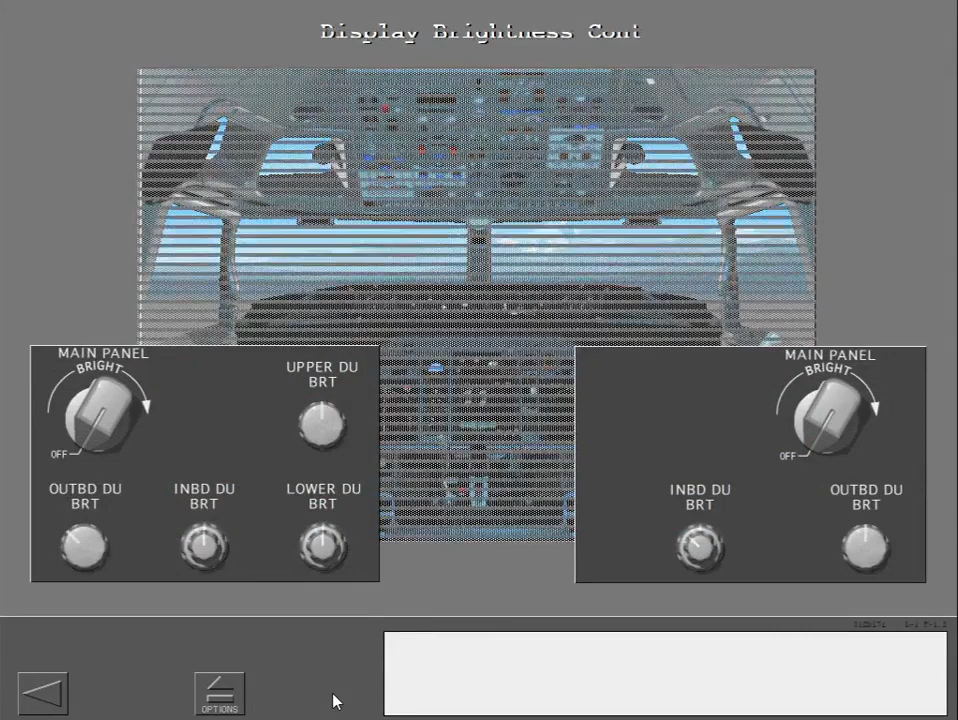 Display Brightness Cont
MAIN PANEL
BRIGHT
OFF
UPPER DU
BRT
OUTBD DU
BRT
INBD DU
BRT
LOWER DU
BRT
MAIN PANEL
BRIGHT
OFF
INBD DU
BRT
OUTBD DU
BRT
OPTIONS